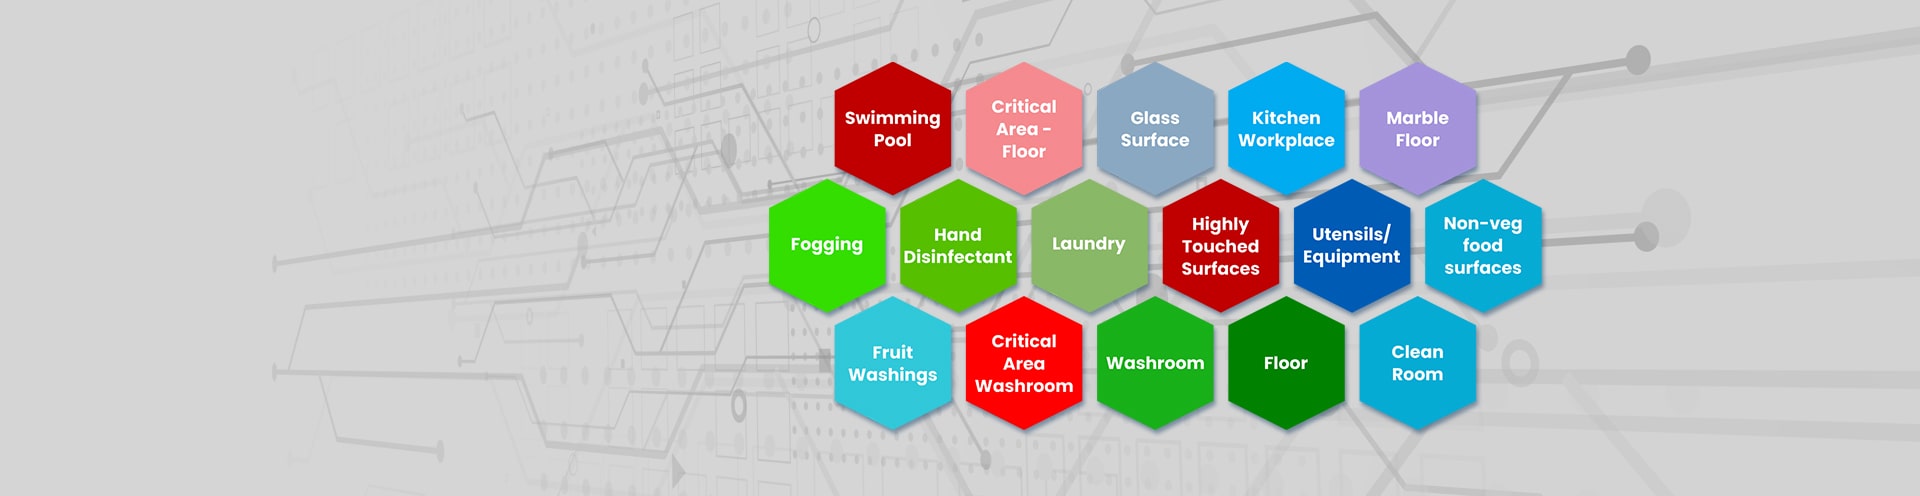 Swimming
Pool
Critical
Area -
Floor
Glass
Surface
Kitchen
Workplace
Marble
Floor
Fogging
Hand
Disinfectant
Laundry
Highly
Touched
Surfaces
Utensils/
Equipment
Non-veg
food
surfaces
Fruit
Washings
Critical
Area
Washroom
Washroom
Floor
Clean
Room